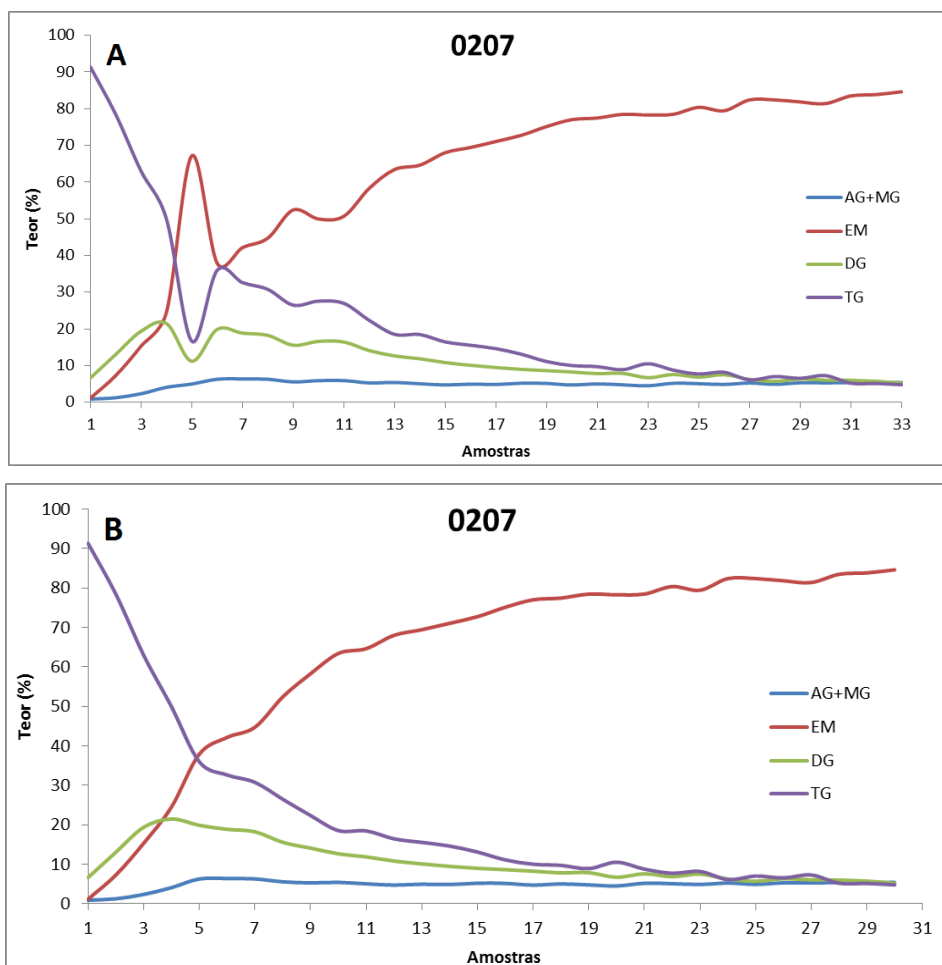 A
0207
Teor (%)
100
90
80
70
60
50
40
30
20
10
0
AG+MG
EM
DG
TG
1 3 5 7 9 11 13 15 17 19 21 23 25 27 29 31 33
Amostras
B
0207
Teor (%)
100
90
80
70
60
50
40
30
20
10
0
AG+MG
EM
DG
TG
1 3 5 7 9 11 13 15 17 19 21 23 25 27 29 31
Amostras